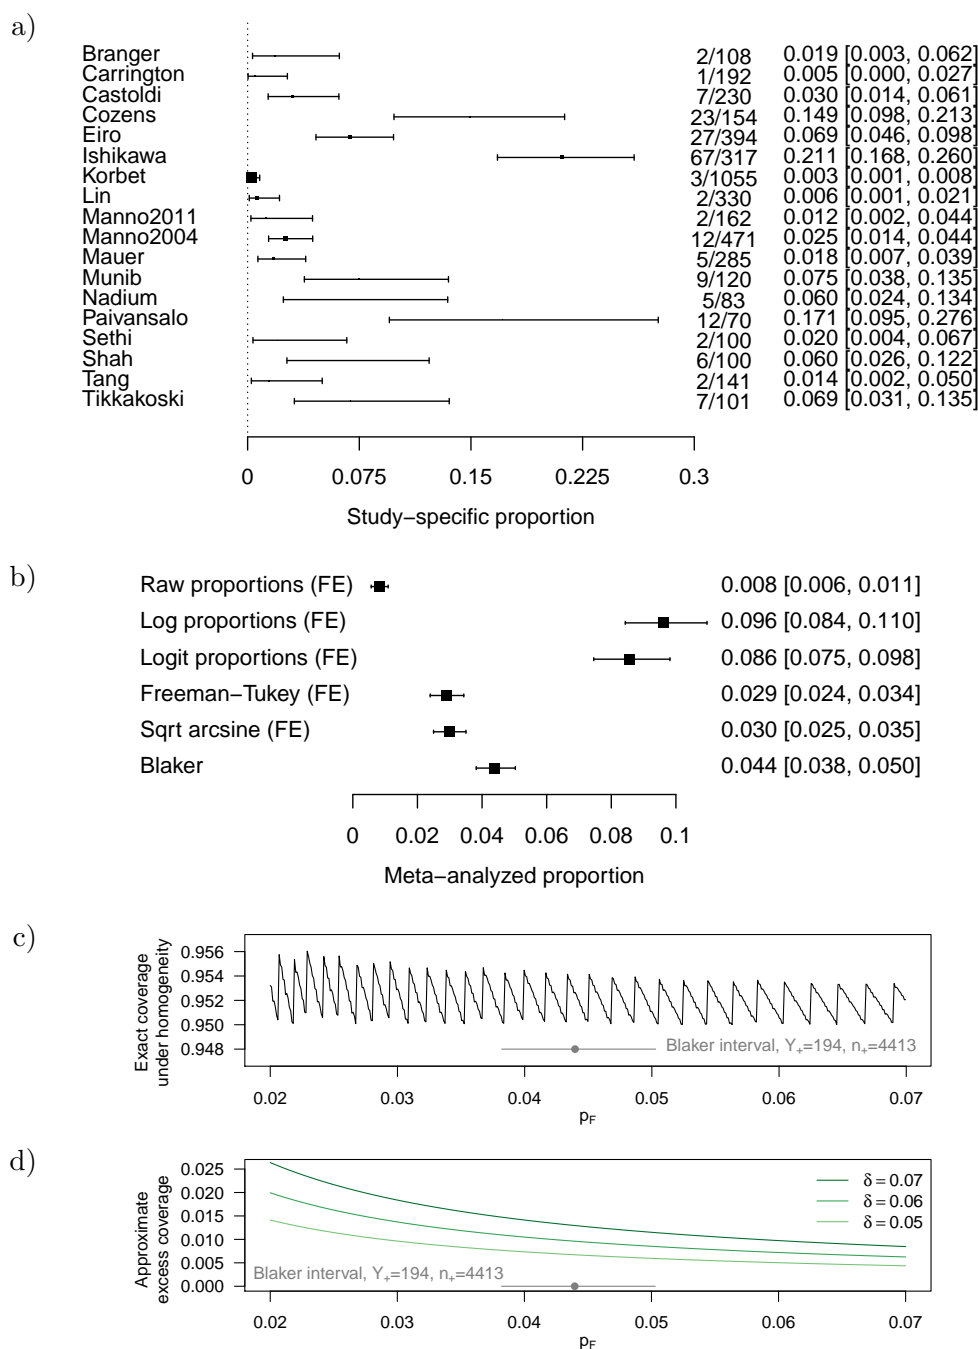 a)
Branger 2/108 0.019 [0.003, 0.062]
Carrington 1/192 0.005 [0.000, 0.027]
Castoldi 7/230 0.030 [0.014, 0.061]
Cozens 23/154 0.149 [0.098, 0.213]
Eiro 27/394 0.069 [0.046, 0.098]
Ishikawa 67/317 0.211 [0.168, 0.260]
Korbet 3/1055 0.003 [0.001, 0.008]
Lin 2/330 0.006 [0.001, 0.021]
Manno2011 2/162 0.012 [0.002, 0.044]
Manno2004 12/471 0.025 [0.014, 0.044]
Mauer 5/285 0.018 [0.007, 0.039]
Munib 9/120 0.075 [0.038, 0.135]
Nadium 5/83 0.060 [0.024, 0.134]
Paivansalo 12/70 0.171 [0.095, 0.276]
Sethi 2/100 0.020 [0.004, 0.067]
Shah 6/100 0.060 [0.026, 0.122]
Tang 2/141 0.014 [0.002, 0.050]
Tikkakoski 7/101 0.069 [0.031, 0.135]
0 0.075 0.15 0.225 0.3
Study−specific proportion
b)
Raw proportions (FE) 0.008 [0.006, 0.011]
Log proportions (FE) 0.096 [0.084, 0.110]
Logit proportions (FE) 0.086 [0.075, 0.098]
Freeman−Tukey (FE) 0.029 [0.024, 0.034]
Sqrt arcsine (FE) 0.030 [0.025, 0.035]
Blaker 0.044 [0.038, 0.050]
0 0.02 0.04 0.06 0.08 0.1
Meta−analyzed proportion
c)
Exact coverage
under homogeneity
0.956
0.954
0.952
0.950
0.948
Blaker interval, Y₊=194, n₊=4413
0.02 0.03 0.04 0.05 0.06 0.07
p_F
d)
Approximate
excess coverage
0.025
0.020
0.015
0.010
0.005
0.000
δ = 0.07
δ = 0.06
δ = 0.05
Blaker interval, Y₊=194, n₊=4413
0.02 0.03 0.04 0.05 0.06 0.07
p_F